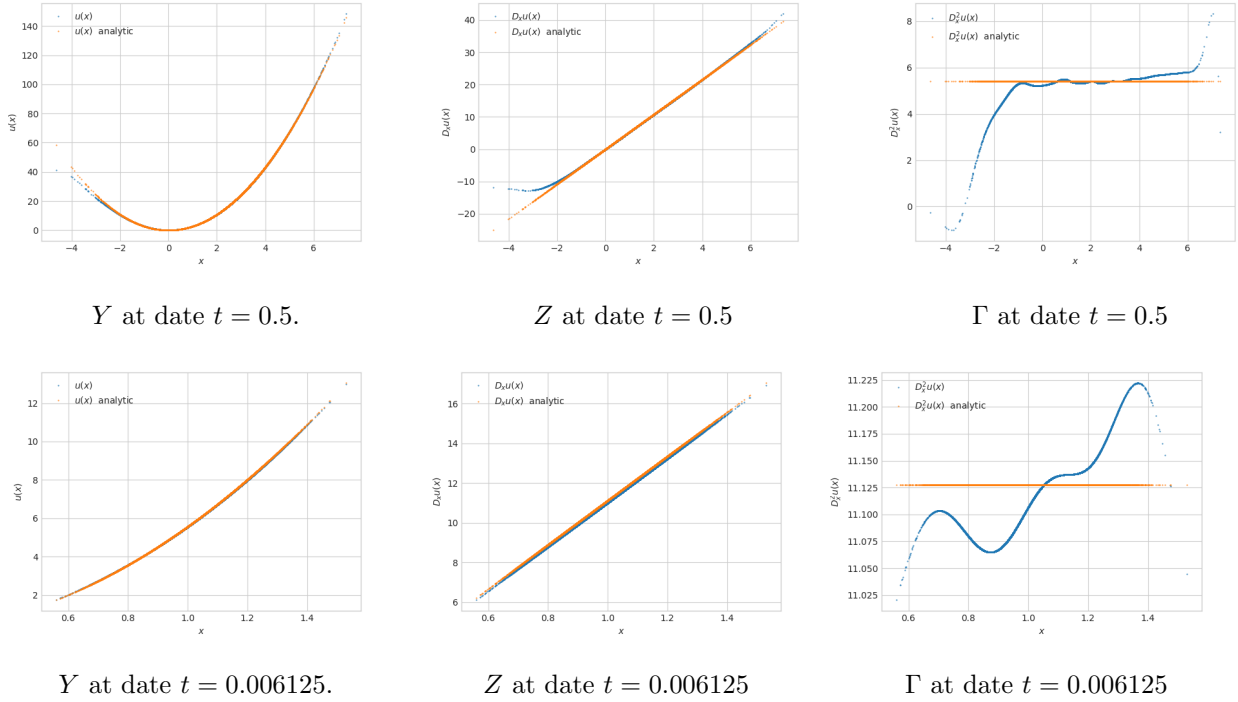 u(x)
u(x) analytic
140
120
100
80
60
40
20
0
u(x)
−4 −2 0 2 4 6
x
D_x u(x)
D_x u(x) analytic
40
30
20
10
0
−10
−20
D_x u(x)
−4 −2 0 2 4 6
x
D_x^2 u(x)
D_x^2 u(x) analytic
8
6
4
2
0
D_x^2 u(x)
−4 −2 0 2 4 6
x
Y at date t = 0.5.
Z at date t = 0.5
Γ at date t = 0.5
u(x)
u(x) analytic
12
10
8
6
4
2
u(x)
0.6 0.8 1.0 1.2 1.4
x
D_x u(x)
D_x u(x) analytic
16
14
12
10
8
6
D_x u(x)
0.6 0.8 1.0 1.2 1.4
x
D_x^2 u(x)
D_x^2 u(x) analytic
11.225
11.200
11.175
11.150
11.125
11.100
11.075
11.050
11.025
D_x^2 u(x)
0.6 0.8 1.0 1.2 1.4
x
Y at date t = 0.006125.
Z at date t = 0.006125
Γ at date t = 0.006125